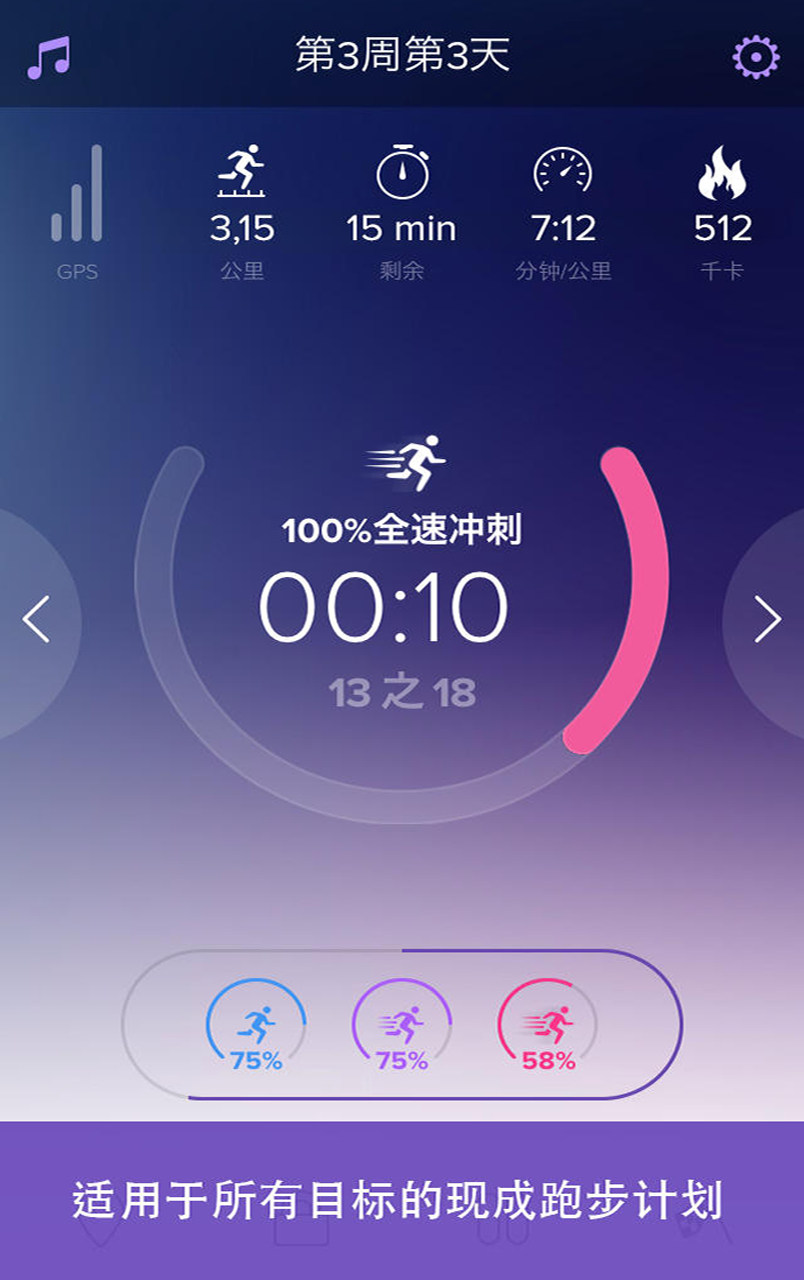 第3周第3天
3,15
15 min
7:12
512
GPS
公里
剩余
分钟/公里
千卡
100%全速冲刺
00:10
13 之 18
75%
75%
58%
适用于所有目标的现成跑步计划